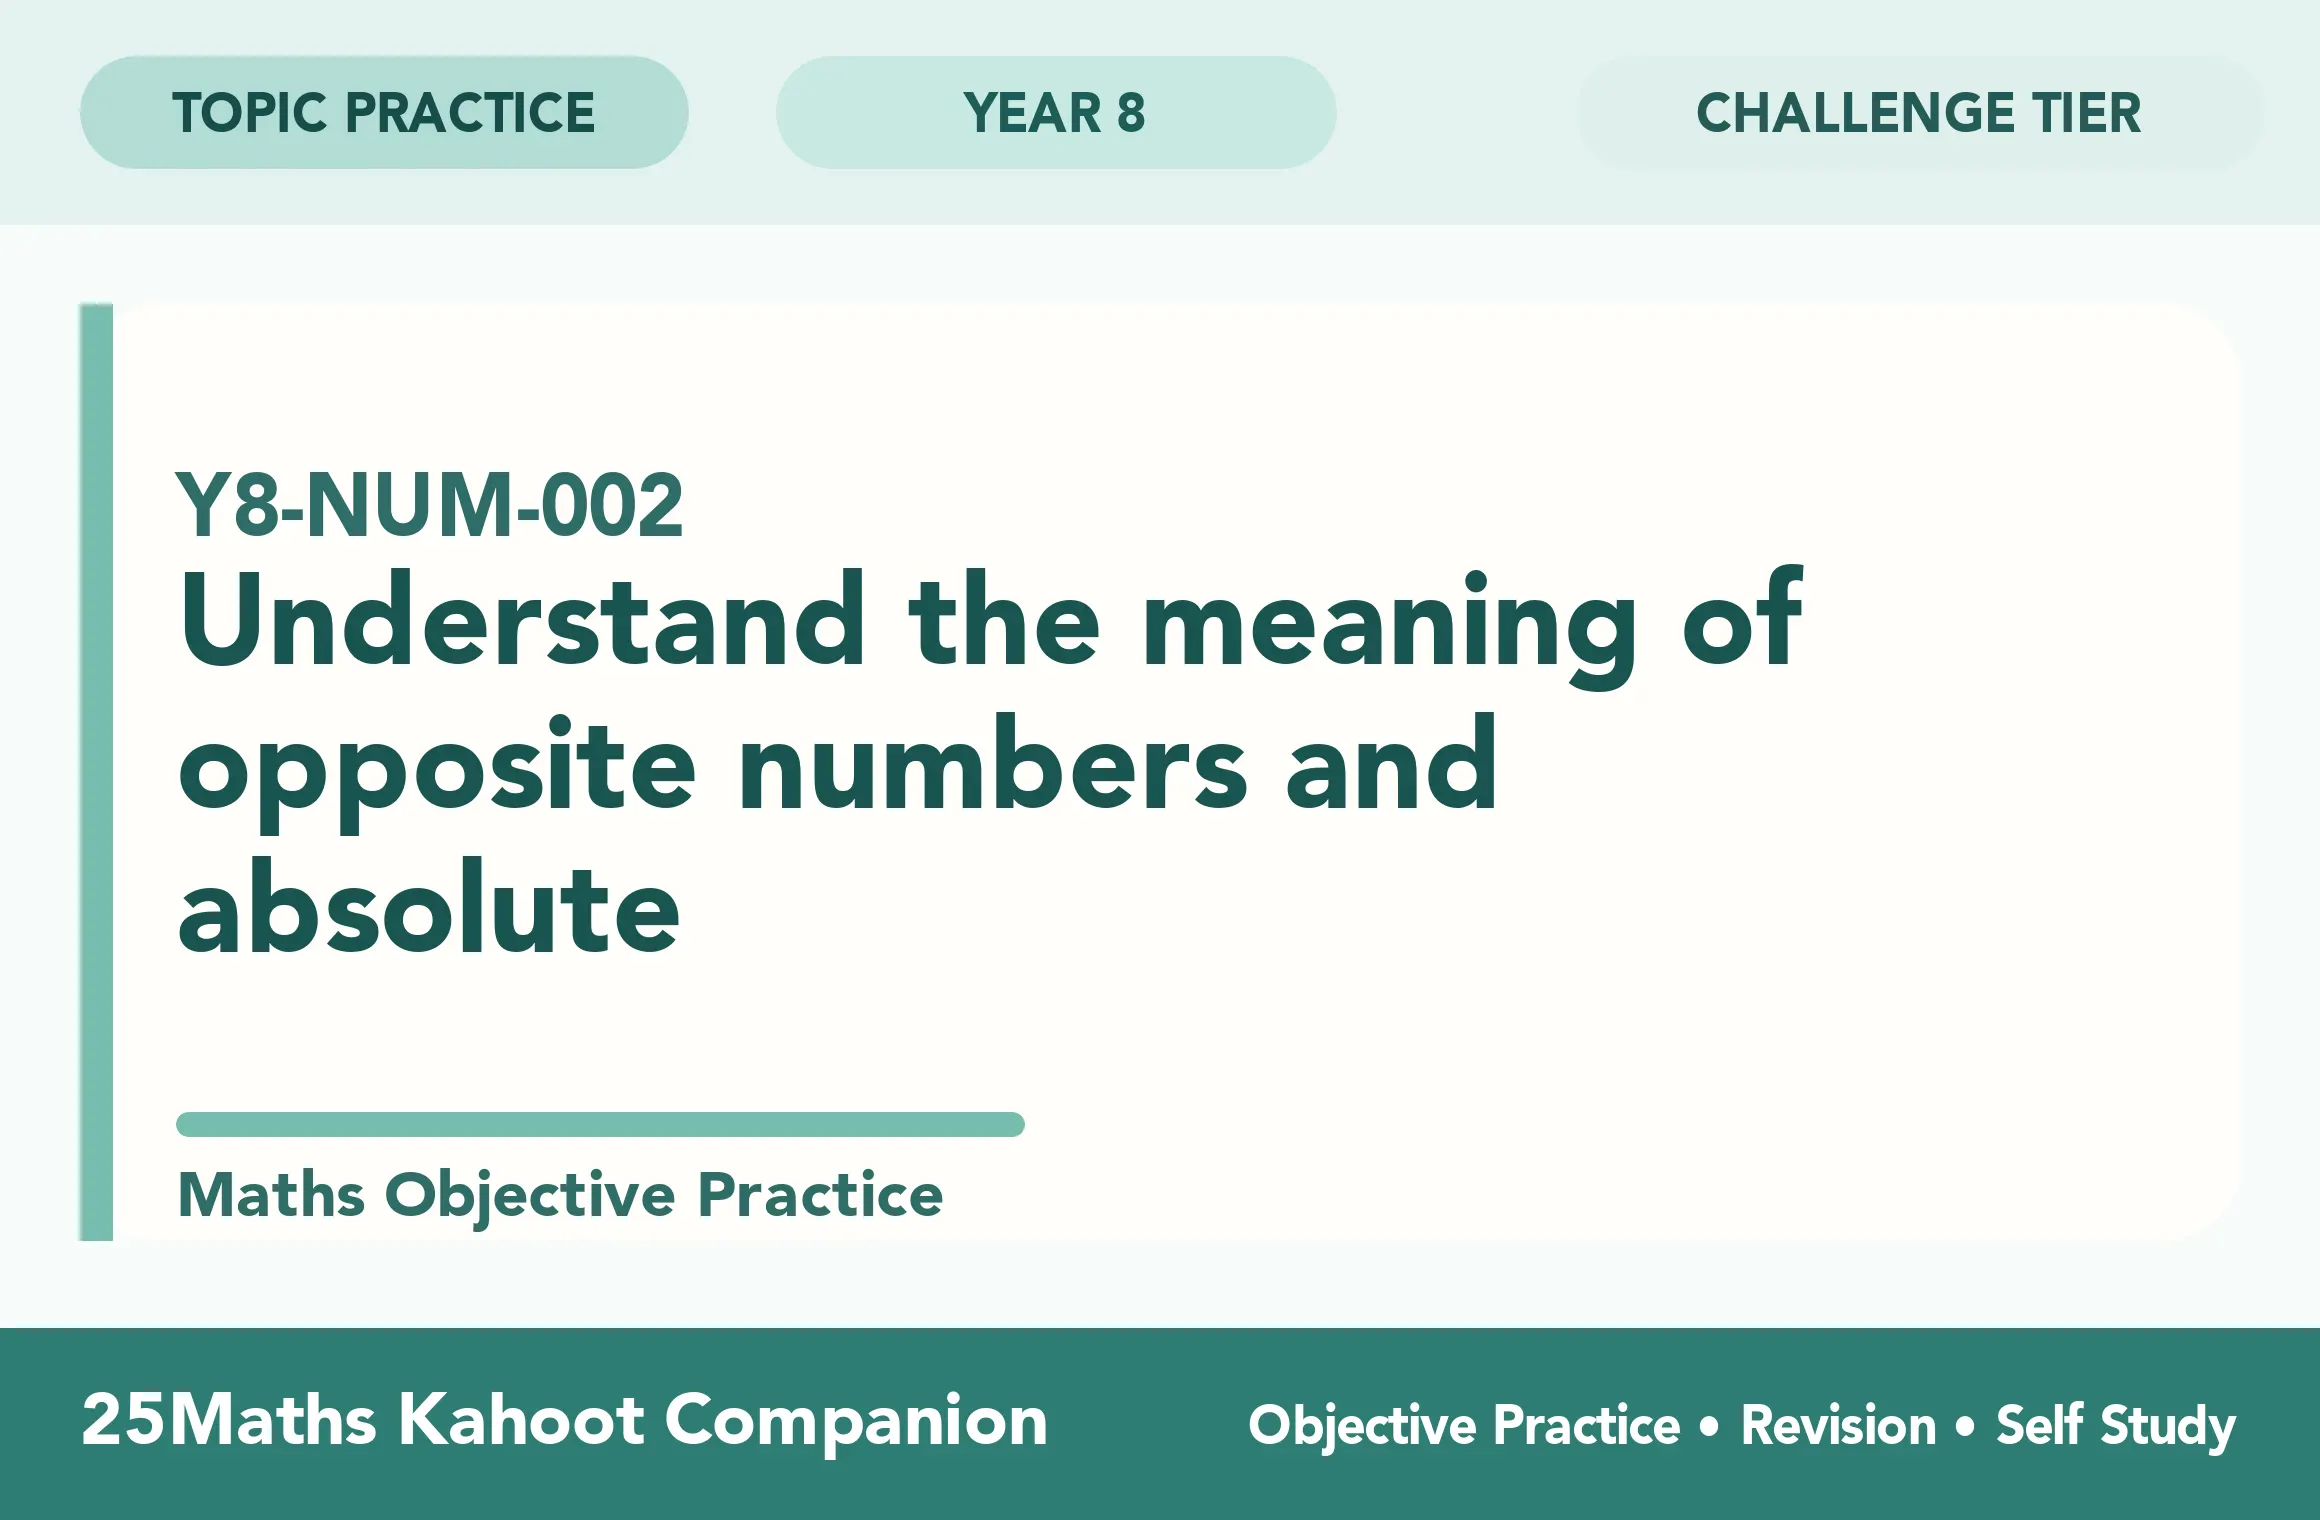 TOPIC PRACTICE
YEAR 8
CHALLENGE TIER
Y8-NUM-002
Understand the meaning of
opposite numbers and
absolute
Maths Objective Practice
25Maths Kahoot Companion
Objective Practice • Revision • Self Study